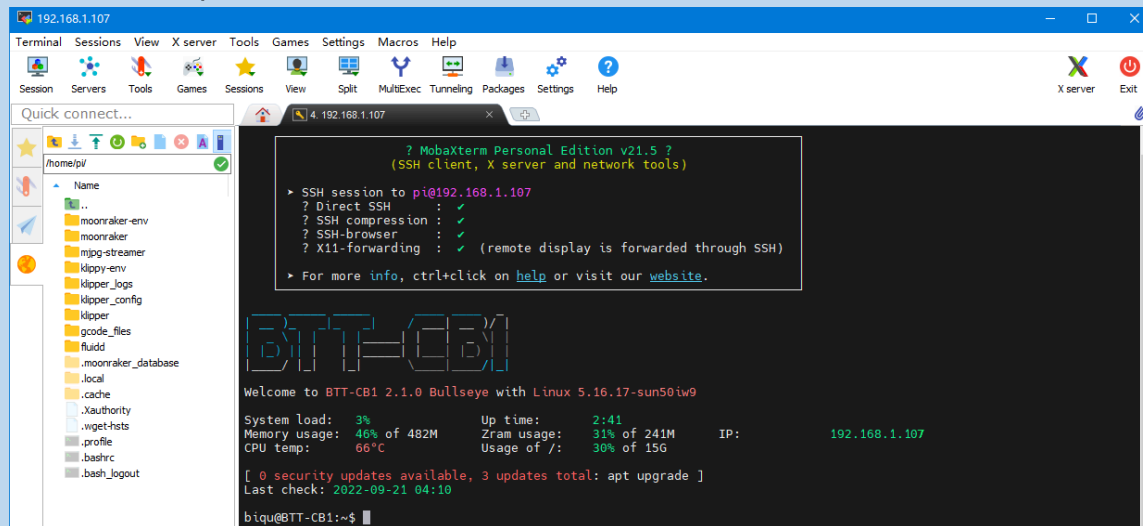 192.168.1.107
Terminal Sessions View X server Tools Games Settings Macros Help
Session Servers Tools Games Sessions View Split MultiExec Tunneling Packages Settings Help X server Exit
Quick connect...
4. 192.168.1.107
/home/pi/
Name
..
moonraker-env
moonraker
mjpg-streamer
klippy-env
klipper_logs
klipper_config
klipper
gcode_files
fluidd
.moonraker_database
.local
.cache
.Xauthority
.wget-hsts
.profile
.bashrc
.bash_logout
? MobaXterm Personal Edition v21.5 ?
(SSH client, X server and network tools)
➤ SSH session to pi@192.168.1.107
? Direct SSH : ✔
? SSH compression : ✔
? SSH-browser : ✔
? X11-forwarding : ✔ (remote display is forwarded through SSH)
➤ For more info, ctrl+click on help or visit our website.
BTT-CB1
Welcome to BTT-CB1 2.1.0 Bullseye with Linux 5.16.17-sun50iw9
System load: 3% Up time: 2:41
Memory usage: 46% of 482M Zram usage: 31% of 241M IP: 192.168.1.107
CPU temp: 66°C Usage of /: 30% of 15G
[ 0 security updates available, 3 updates total: apt upgrade ]
Last check: 2022-09-21 04:10
biqu@BTT-CB1:~$